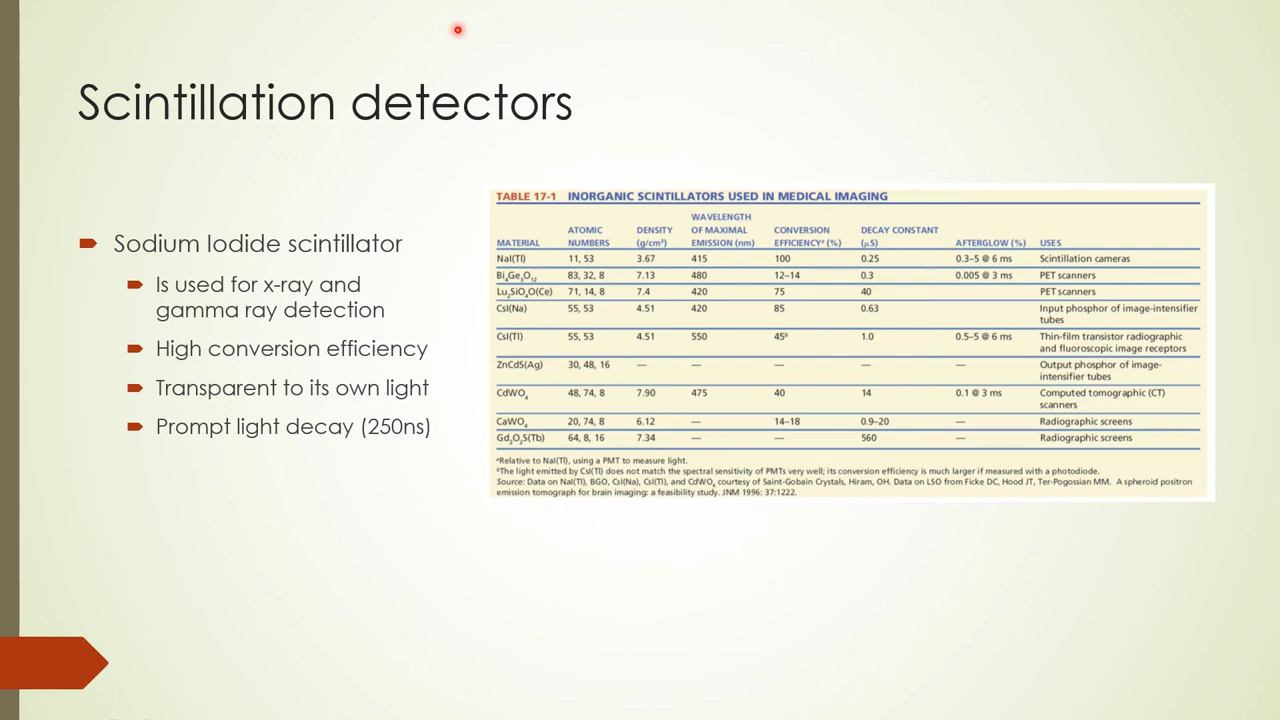 Scintillation detectors
Sodium Iodide scintillator
Is used for x-ray and
gamma ray detection
High conversion efficiency
Transparent to its own light
Prompt light decay (250ns)
TABLE 17-1 INORGANIC SCINTILLATORS USED IN MEDICAL IMAGING
WAVELENGTH
ATOMIC DENSITY OF MAXIMAL CONVERSION DECAY CONSTANT
MATERIAL NUMBERS (g/cm³) EMISSION (nm) EFFICIENCYᵃ (%) (µS) AFTERGLOW (%) USES
NaI(Tl) 11, 53 3.67 415 100 0.25 0.3–5 @ 6 ms Scintillation cameras
Bi₄Ge₃O₁₂ 83, 32, 8 7.13 480 12–14 0.3 0.005 @ 3 ms PET scanners
Lu₂SiO₄O(Ce) 71, 14, 8 7.4 420 75 40 PET scanners
CsI(Na) 55, 53 4.51 420 85 0.63 Input phosphor of image-intensifier
tubes
CsI(Tl) 55, 53 4.51 550 45ᵇ 1.0 0.5–5 @ 6 ms Thin-film transistor radiographic
and fluoroscopic image receptors
ZnCdS(Ag) 30, 48, 16 — — — — — Output phosphor of image-
intensifier tubes
CdWO₄ 48, 74, 8 7.90 475 40 14 0.1 @ 3 ms Computed tomographic (CT)
scanners
CaWO₄ 20, 74, 8 6.12 — 14–18 0.9–20 — Radiographic screens
Gd₂O₂S(Tb) 64, 8, 16 7.34 — — 560 — Radiographic screens
ᵃRelative to NaI(Tl), using a PMT to measure light.
ᵇThe light emitted by CsI(Tl) does not match the spectral sensitivity of PMTs very well; its conversion efficiency is much larger if measured with a photodiode.
Source: Data on NaI(Tl), BGO, CsI(Na), CsI(Tl), and CdWO₄ courtesy of Saint-Gobain Crystals, Hiram, OH. Data on LSO from Ficke DC, Hood JT, Ter-Pogossian MM. A spheroid positron
emission tomograph for brain imaging: a feasibility study. JNM 1996: 37:1222.